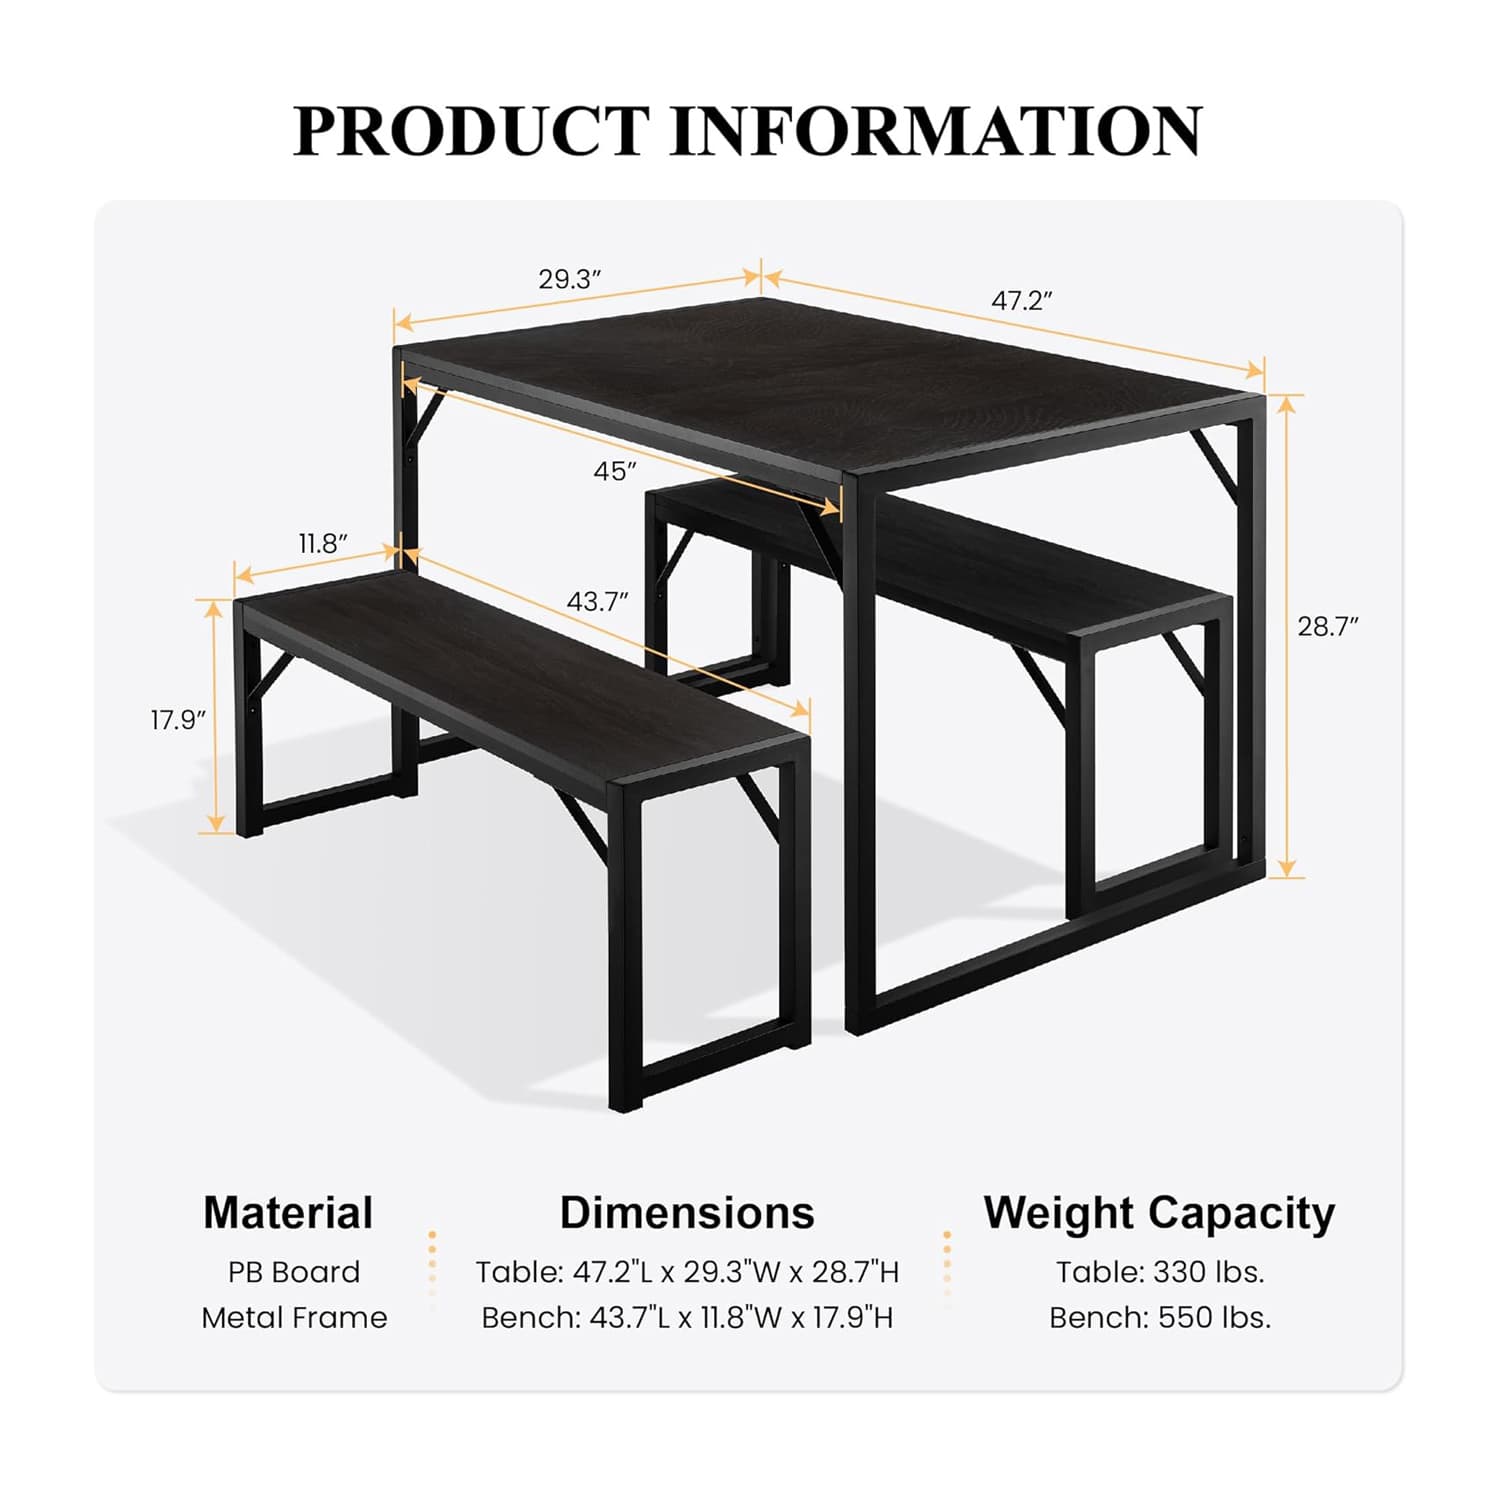 PRODUCT INFORMATION
29.3”
47.2”
45”
11.8”
43.7”
28.7”
17.9”
Material
PB Board
Metal Frame
Dimensions
Table: 47.2"L x 29.3"W x 28.7"H
Bench: 43.7"L x 11.8"W x 17.9"H
Weight Capacity
Table: 330 lbs.
Bench: 550 lbs.